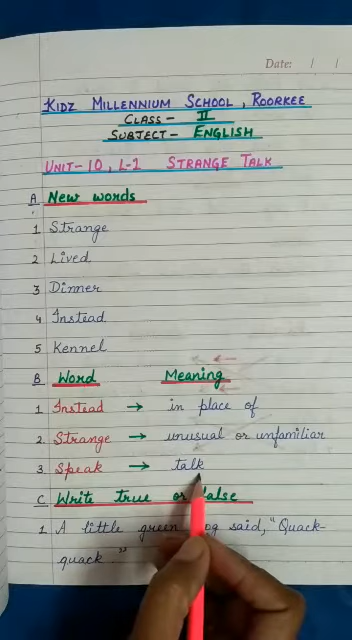 Date: / /
KIDZ MILLENNIUM SCHOOL, ROORKEE
CLASS- II
SUBJECT- ENGLISH
UNIT-10, L-1 STRANGE TALK
A New words
1 Strange
2 Lived
3 Dinner
4 Instead
5 Kennel
B Word Meaning
1 Instead → in place of
2. Strange → unusual or unfamiliar
3. Speak → talk
C Write true or false
1 A little green said, "Quack-
quack."